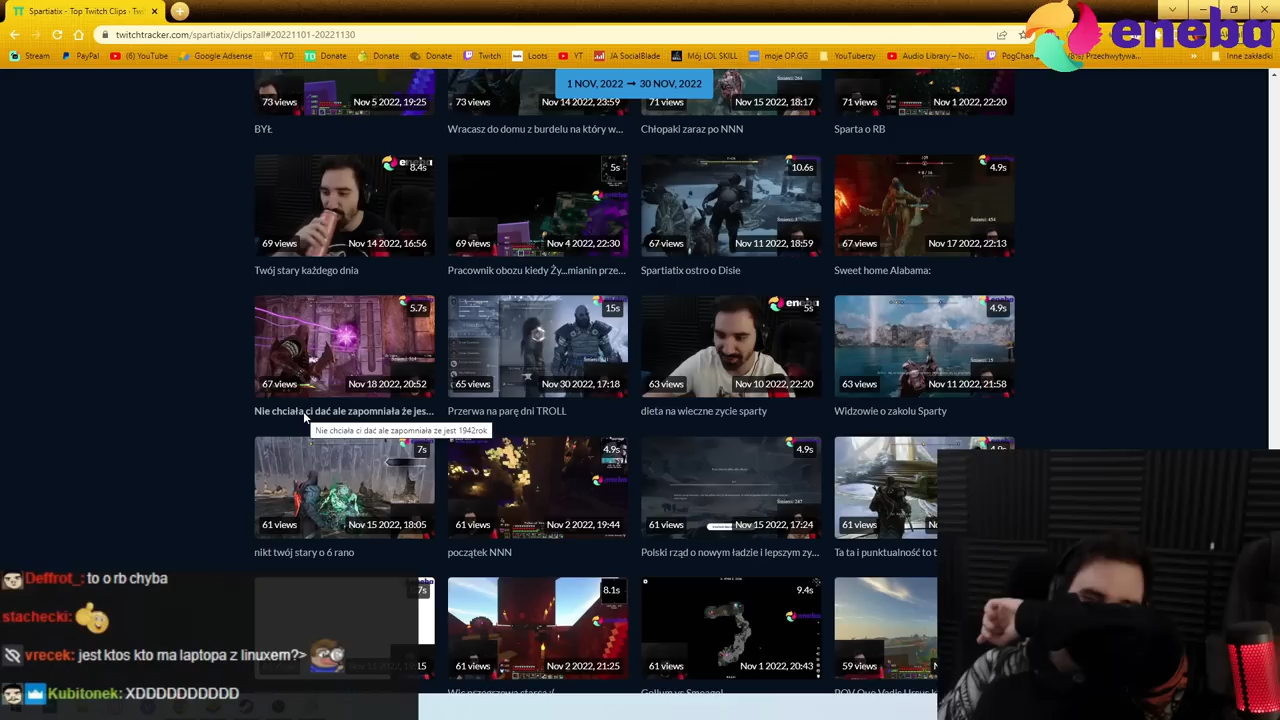 Spartiatix - Top Twitch Clips · Twit
eneba
twitchtracker.com/spartiatix/clips?all#20221101-20221130
Stream PayPal (6) YouTube Google Adsense YTD Donate Donate Donate Twitch Loots YT JA SocialBlade Mój LOL SKILL moje OP.GG YouTuberzy Audio Library – No... PogChamp Przechwytywa... » Inne zakładki
1 NOV, 2022 → 30 NOV, 2022
73 views Nov 5 2022, 19:25
73 views Nov 14 2022, 23:59
71 views Nov 15 2022, 18:17
71 views Nov 1 2022, 22:20
BYŁ
Wracasz do domu z burdelu na który w...
Chłopaki zaraz po NNN
Sparta o RB
8.4s
5s
10.6s
4.9s
69 views Nov 14 2022, 16:56
69 views Nov 4 2022, 22:30
67 views Nov 11 2022, 18:59
67 views Nov 17 2022, 22:13
Twój stary każdego dnia
Pracownik obozu kiedy Ży...mianin prze...
Spartiatix ostro o Disie
Sweet home Alabama:
5.7s
15s
eneba
5s
4.9s
67 views Nov 18 2022, 20:52
65 views Nov 30 2022, 17:18
63 views Nov 10 2022, 22:20
63 views Nov 11 2022, 21:58
Nie chciała ci dać ale zapomniała że jes...
Przerwa na parę dni TROLL
dieta na wieczne zycie sparty
Widzowie o zakolu Sparty
Nie chciała ci dać ale zapomniała że jest 1942rok
7s
4.9s
4.9s
4.9s
61 views Nov 15 2022, 18:05
61 views Nov 2 2022, 19:44
61 views Nov 15 2022, 17:24
61 views
nikt twój stary o 6 rano
początek NNN
Polski rząd o nowym ładzie i lepszym zy...
Ta ta i punktualność to t
Deffrot_: to o rb chyba
7s
8.1s
9.4s
stachecki:
vrecek: jest ktos kto ma laptopa z linuxem?>
61 views Nov 2 2022, 21:25
61 views Nov 1 2022, 20:43
59 views
Kubitonek: XDDDDDDDDDD